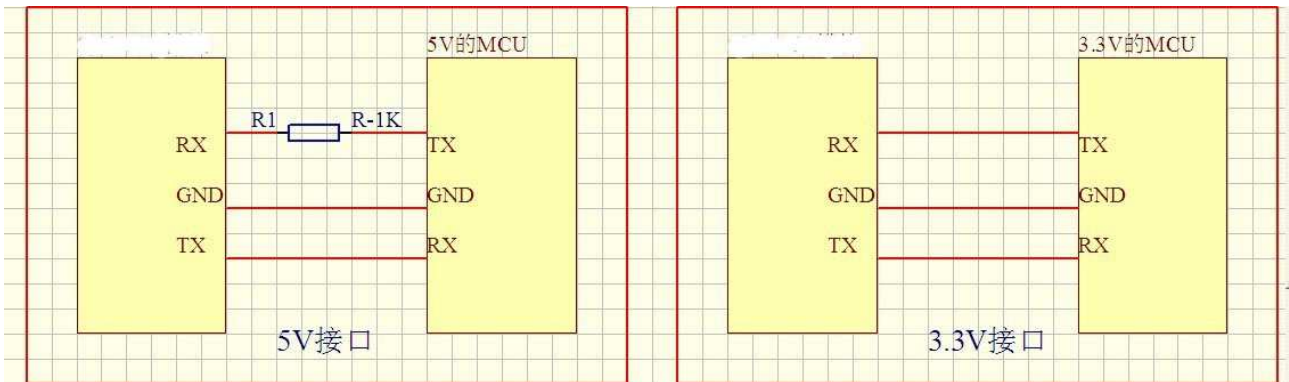 5V的MCU
R1 R-1K
RX TX
GND GND
TX RX
5V接口
3.3V的MCU
RX TX
GND GND
TX RX
3.3V接口